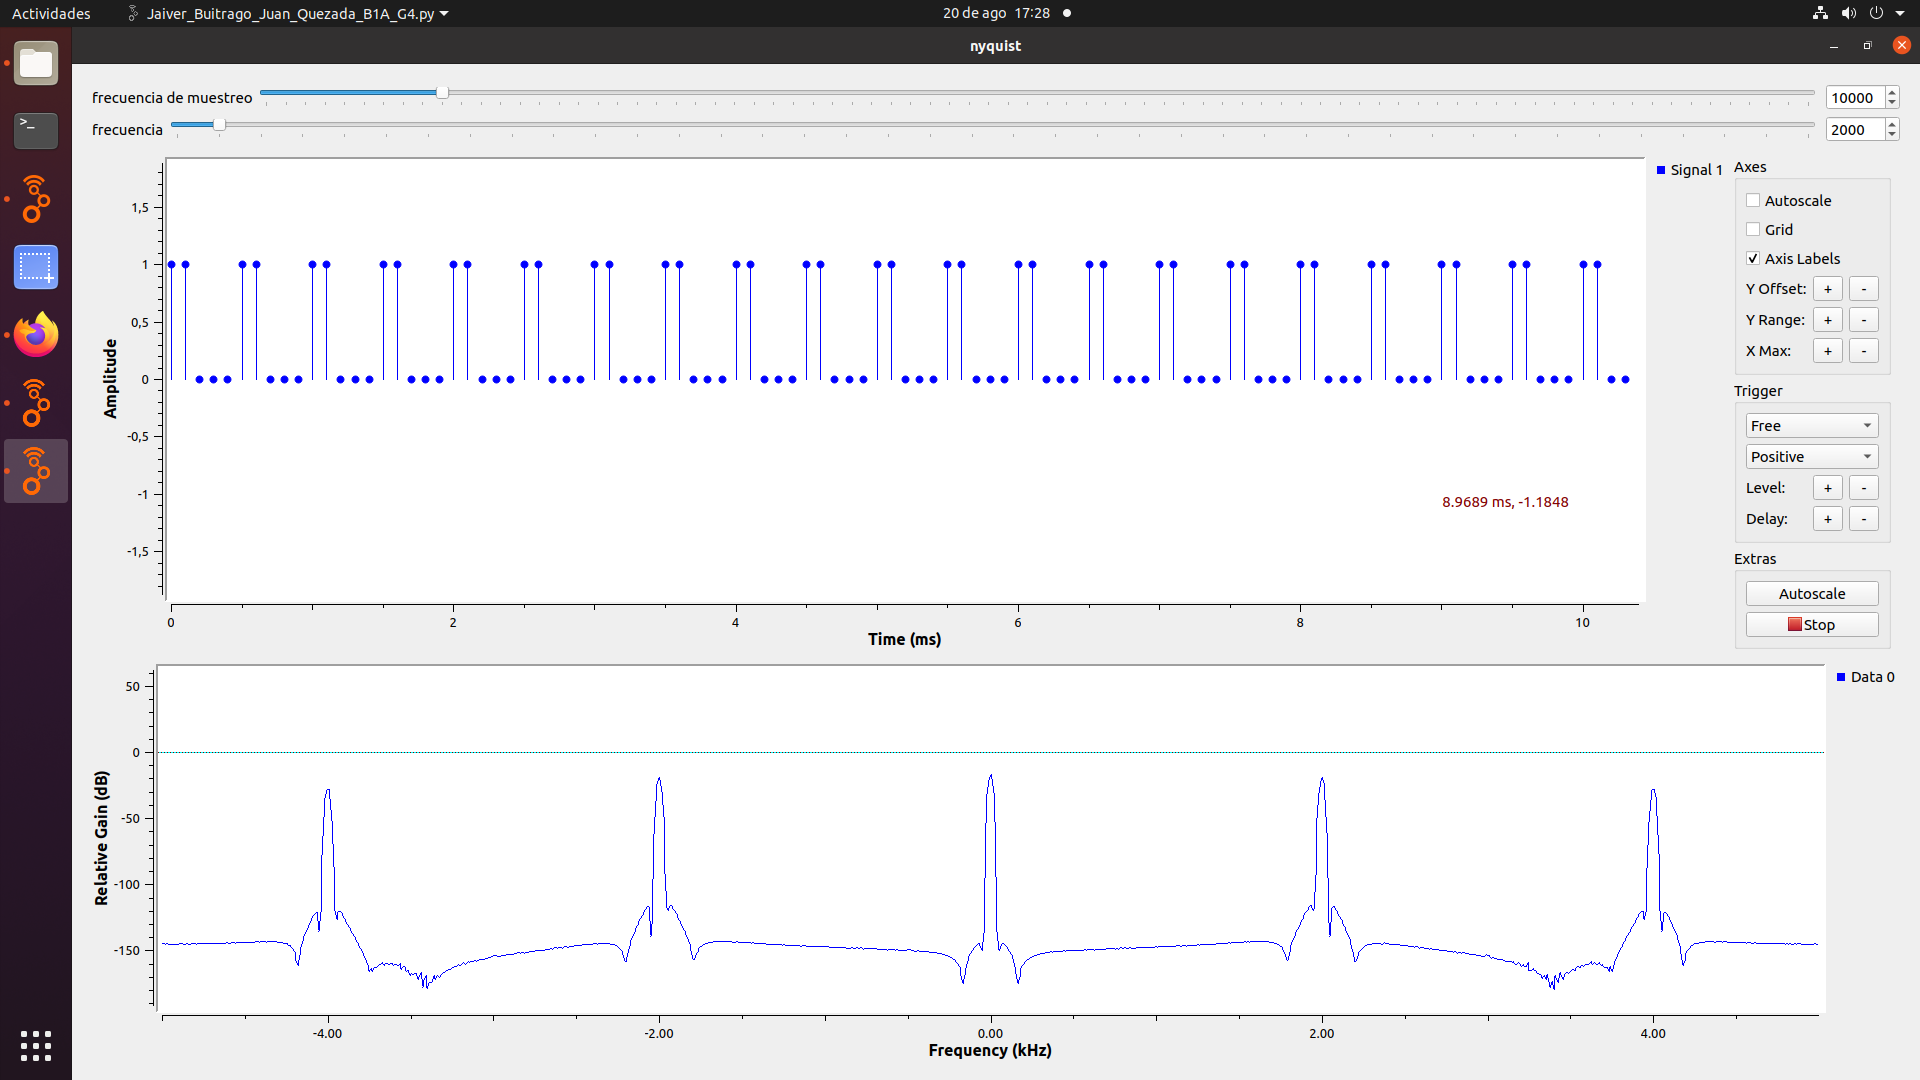 Actividades Jaiver_Buitrago_Juan_Quezada_B1A_G4.py 20 de ago 17:28
nyquist
frecuencia de muestreo 10000
frecuencia 2000
Signal 1
Axes
Autoscale
Grid
Axis Labels
Y Offset: + -
Y Range: + -
X Max: + -
Trigger
Free
Positive
Level: + -
Delay: + -
Extras
Autoscale
Stop
1,5
1
0,5
0
-0,5
-1
-1,5
Amplitude
8.9689 ms, -1.1848
0 2 4 6 8 10
Time (ms)
Data 0
50
0
-50
-100
-150
Relative Gain (dB)
-4.00 -2.00 0.00 2.00 4.00
Frequency (kHz)